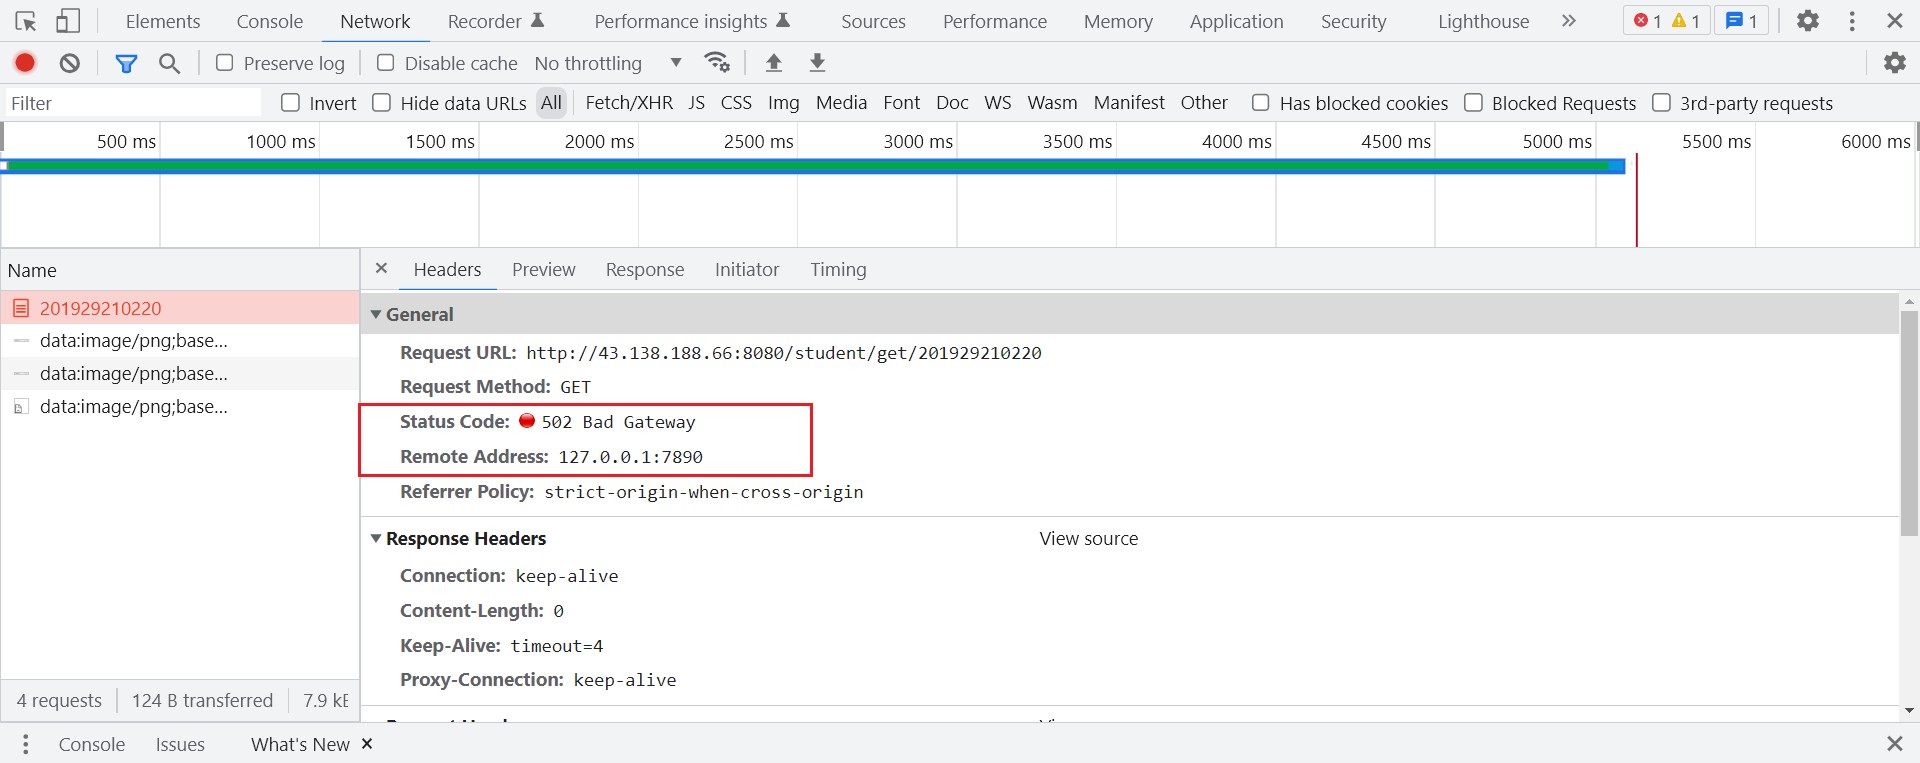 Elements Console Network Recorder Performance insights Sources Performance Memory Application Security Lighthouse 1 1 1
Preserve log Disable cache No throttling
Filter Invert Hide data URLs All Fetch/XHR JS CSS Img Media Font Doc WS Wasm Manifest Other Has blocked cookies Blocked Requests 3rd-party requests
500 ms 1000 ms 1500 ms 2000 ms 2500 ms 3000 ms 3500 ms 4000 ms 4500 ms 5000 ms 5500 ms 6000 ms
Name
201929210220
data:image/png;base...
data:image/png;base...
data:image/png;base...
4 requests 124 B transferred 7.9 kE
Headers Preview Response Initiator Timing
General
Request URL: http://43.138.188.66:8080/student/get/201929210220
Request Method: GET
Status Code: 502 Bad Gateway
Remote Address: 127.0.0.1:7890
Referrer Policy: strict-origin-when-cross-origin
Response Headers View source
Connection: keep-alive
Content-Length: 0
Keep-Alive: timeout=4
Proxy-Connection: keep-alive
Console Issues What's New